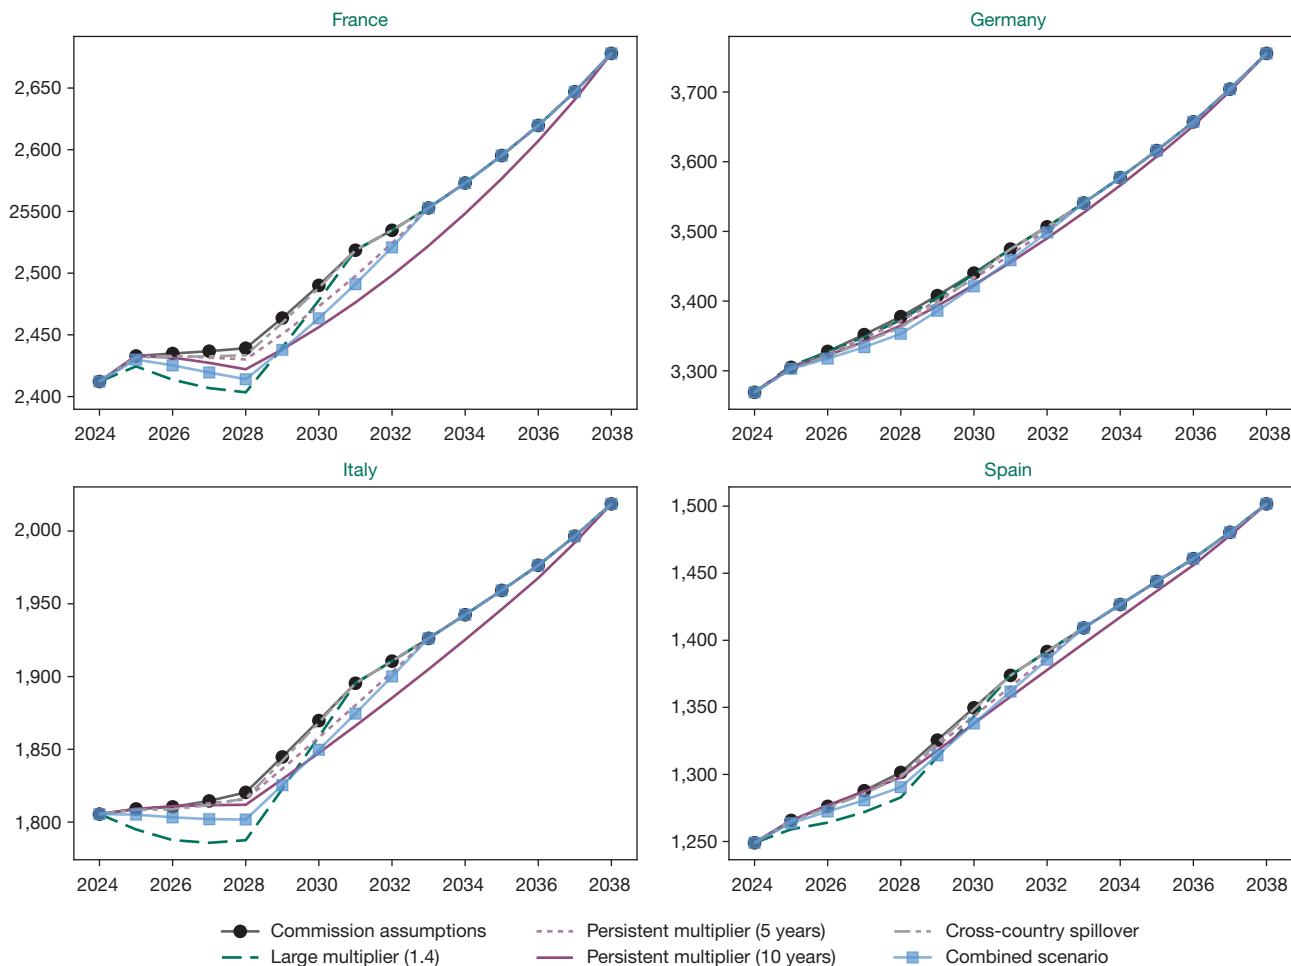 France
Germany
2,650
2,600
25500
2,500
2,450
2,400
3,700
3,600
3,500
3,400
3,300
2024 2026 2028 2030 2032 2034 2036 2038
2024 2026 2028 2030 2032 2034 2036 2038
Italy
Spain
2,000
1,950
1,900
1,850
1,800
1,500
1,450
1,400
1,350
1,300
1,250
2024 2026 2028 2030 2032 2034 2036 2038
2024 2026 2028 2030 2032 2034 2036 2038
Commission assumptions
Persistent multiplier (5 years)
Cross-country spillover
Large multiplier (1.4)
Persistent multiplier (10 years)
Combined scenario